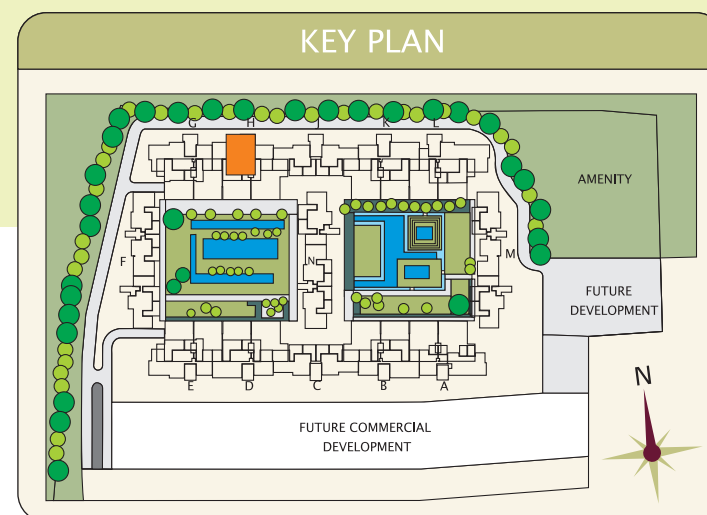 KEY PLAN
G H J K L
AMENITY
F N M
FUTURE
DEVELOPMENT
E D C B A
FUTURE COMMERCIAL
DEVELOPMENT
N